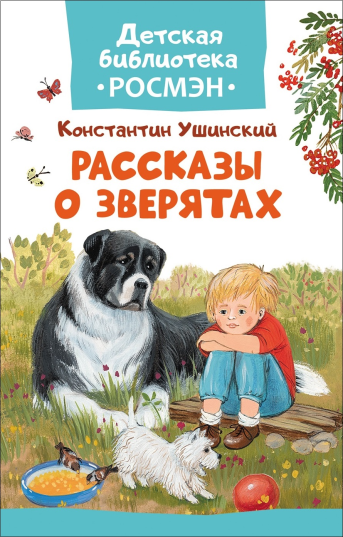 Детская
библиотека
•РОСМЭН•
Константин Ушинский
РАССКАЗЫ
О ЗВЕРЯТАХ